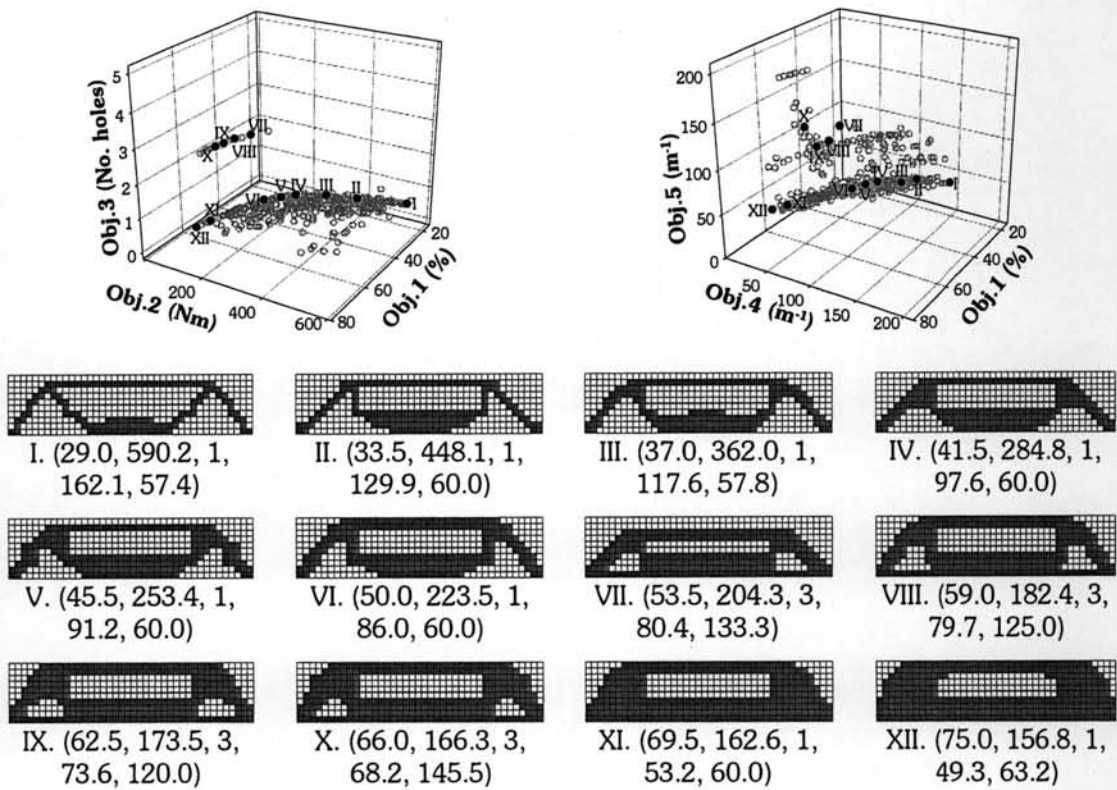 5
4
3
2
1
0
Obj.3 (No. holes)
200
400
600
Obj.2 (Nm)
80
60
40
20
Obj.1 (%)
IX
VII
X
VIII
VI
V
IV
III
II
I
XI
XII
200
150
100
50
0
Obj.5 (m⁻¹)
50
100
150
200
Obj.4 (m⁻¹)
80
60
40
20
Obj.1 (%)
X
VII
IX
VIII
IV
III
VI
V
II
I
XII
XI
I. (29.0, 590.2, 1,
162.1, 57.4)
II. (33.5, 448.1, 1,
129.9, 60.0)
III. (37.0, 362.0, 1,
117.6, 57.8)
IV. (41.5, 284.8, 1,
97.6, 60.0)
V. (45.5, 253.4, 1,
91.2, 60.0)
VI. (50.0, 223.5, 1,
86.0, 60.0)
VII. (53.5, 204.3, 3,
80.4, 133.3)
VIII. (59.0, 182.4, 3,
79.7, 125.0)
IX. (62.5, 173.5, 3,
73.6, 120.0)
X. (66.0, 166.3, 3,
68.2, 145.5)
XI. (69.5, 162.6, 1,
53.2, 60.0)
XII. (75.0, 156.8, 1,
49.3, 63.2)